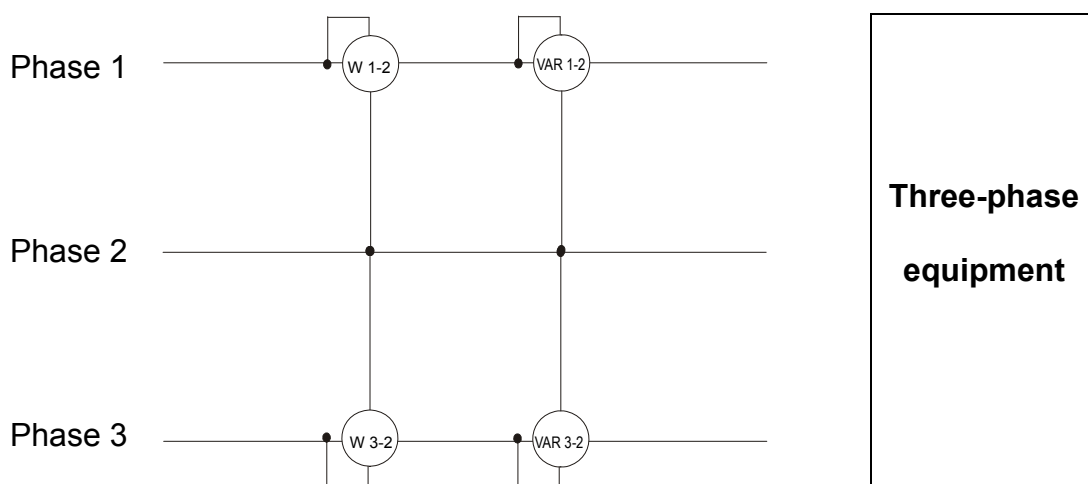 Phase 1
W 1-2
VAR 1-2
Phase 2
Three-phase
equipment
Phase 3
W 3-2
VAR 3-2